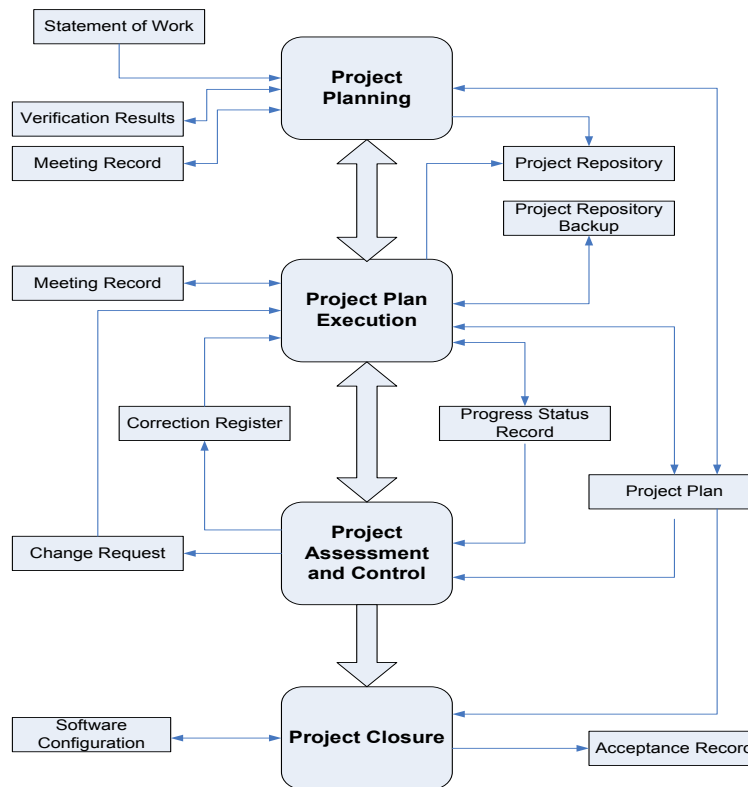 Statement of Work
Project
Planning
Verification Results
Meeting Record
Project Repository
Project Repository
Backup
Meeting Record
Project Plan
Execution
Correction Register
Progress Status
Record
Project Plan
Project
Assessment
and Control
Change Request
Software
Configuration
Project Closure
Acceptance Record